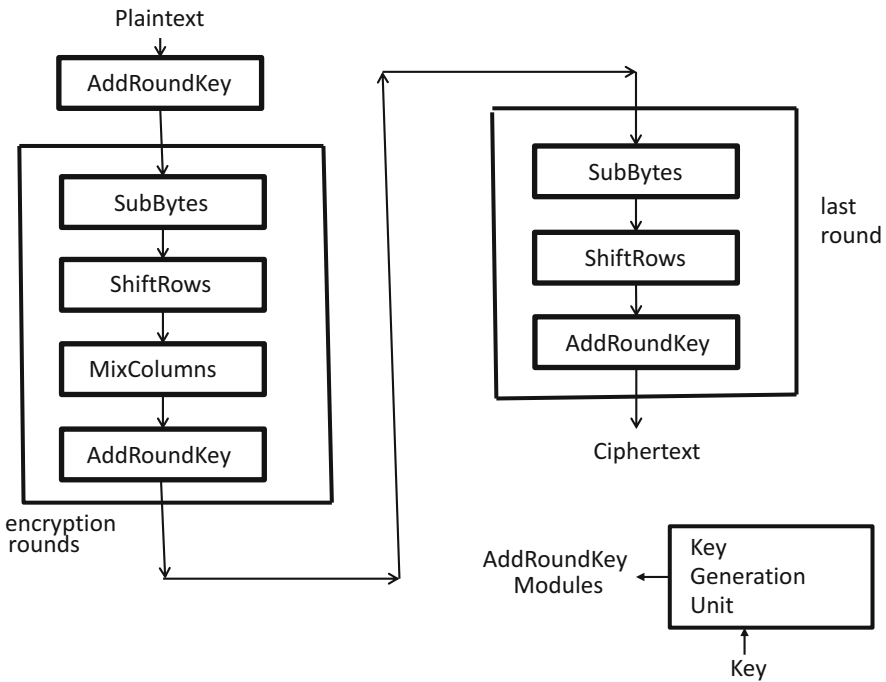 Plaintext
AddRoundKey
SubBytes
ShiftRows
MixColumns
AddRoundKey
encryption
rounds
SubBytes
ShiftRows
AddRoundKey
last
round
Ciphertext
AddRoundKey
Modules
Key
Generation
Unit
Key